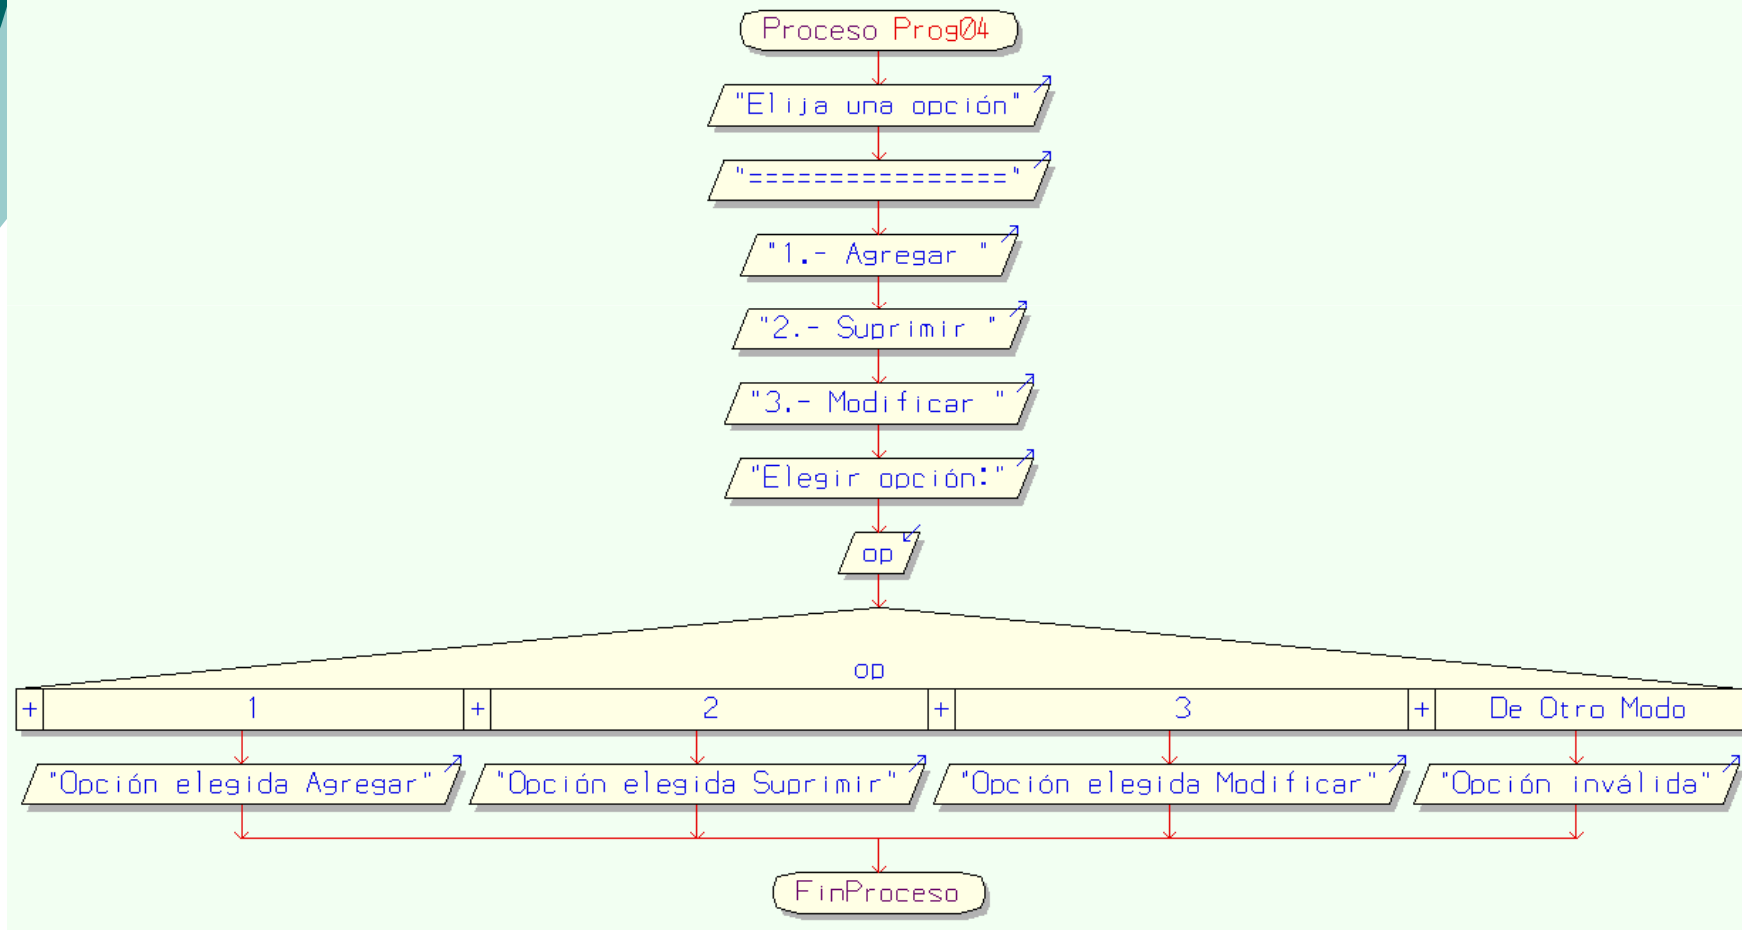 Proceso Prog04
"Elija una opción"
"================"
"1.- Agregar "
"2.- Suprimir "
"3.- Modificar "
"Elegir opción:"
op
op
+ 1 + 2 + 3 + De Otro Modo
"Opción elegida Agregar" "Opción elegida Suprimir" "Opción elegida Modificar" "Opción inválida"
FinProceso